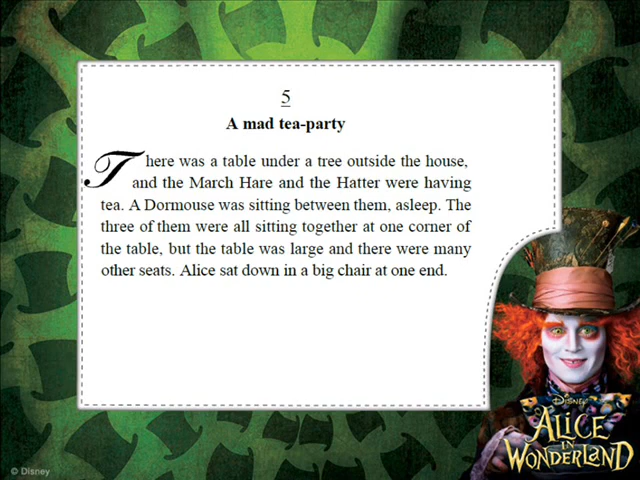 5
A mad tea-party
There was a table under a tree outside the house,
and the March Hare and the Hatter were having
tea. A Dormouse was sitting between them, asleep. The
three of them were all sitting together at one corner of
the table, but the table was large and there were many
other seats. Alice sat down in a big chair at one end.
DISNEY
ALICE
IN
WONDERLAND
© Disney